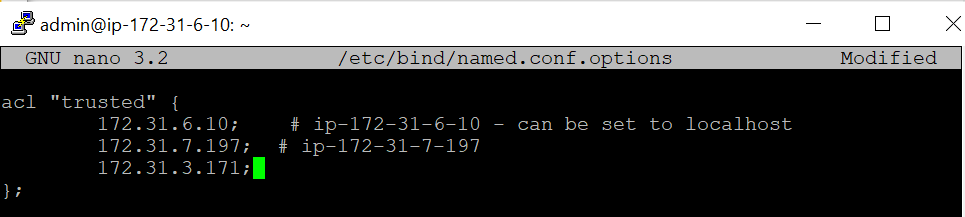 admin@ip-172-31-6-10: ~
GNU nano 3.2 /etc/bind/named.conf.options Modified
acl "trusted" {
172.31.6.10; # ip-172-31-6-10 - can be set to localhost
172.31.7.197; # ip-172-31-7-197
172.31.3.171;
};